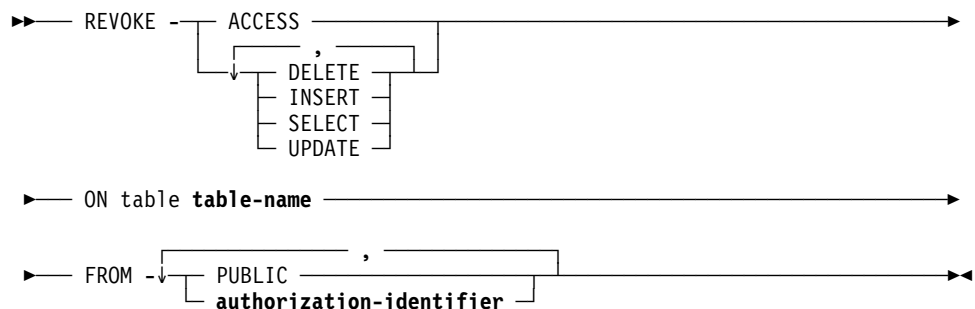 REVOKE ACCESS
,
DELETE
INSERT
SELECT
UPDATE
ON table table-name
,
FROM PUBLIC
authorization-identifier